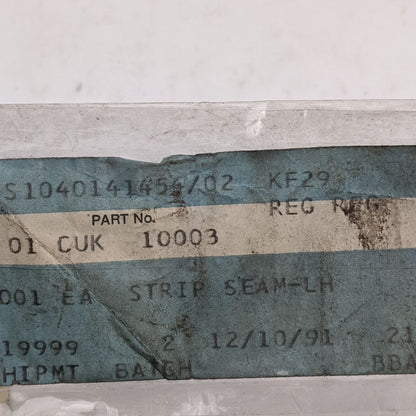 S1040141454/02 KF29
REG REG
PART No.
01 CUK 10003
001 EA STRIP SEAM-LH
19999 2 12/10/91 21
HIPMT BATCH BBA